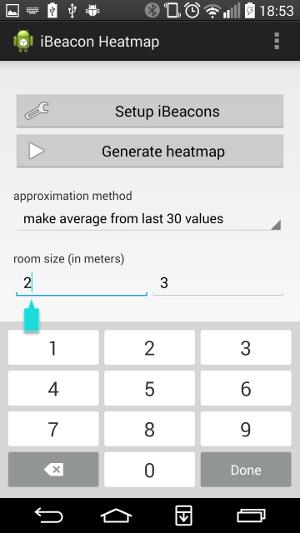 18:53
iBeacon Heatmap
Setup iBeacons
Generate heatmap
approximation method
make average from last 30 values
room size (in meters)
2 3
1 2 3
4 5 6
7 8 9
0 Done